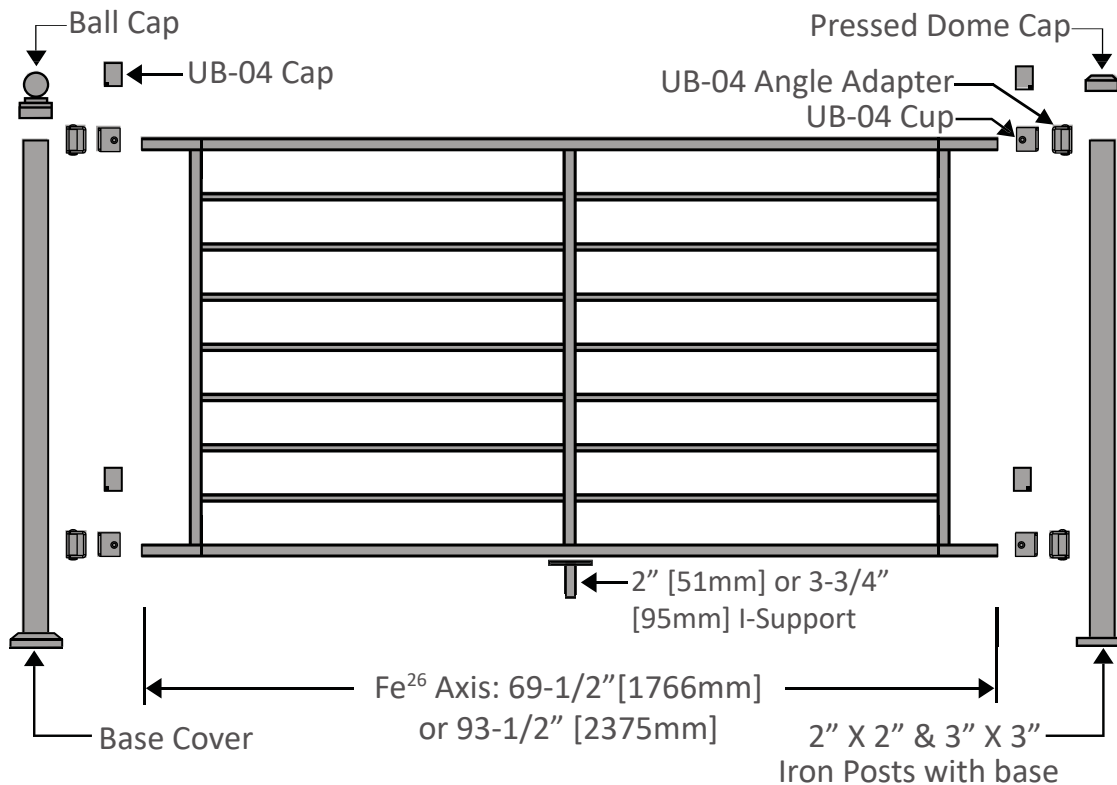 Ball Cap
Pressed Dome Cap
UB-04 Cap
UB-04 Angle Adapter
UB-04 Cup
2” [51mm] or 3-3/4”
[95mm] I-Support
Fe²⁶ Axis: 69-1/2”[1766mm]
or 93-1/2” [2375mm]
Base Cover
2” X 2” & 3” X 3”
Iron Posts with base